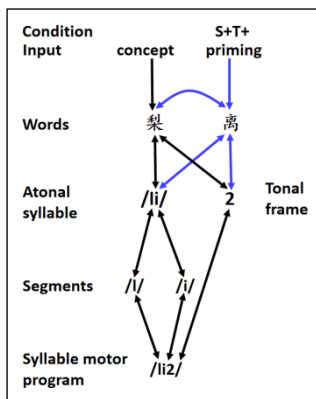 Condition S+T+
Input concept priming
Words 梨 离
Atonal Tonal
syllable /li/ 2 frame
Segments /l/ /i/
Syllable motor
program /li2/